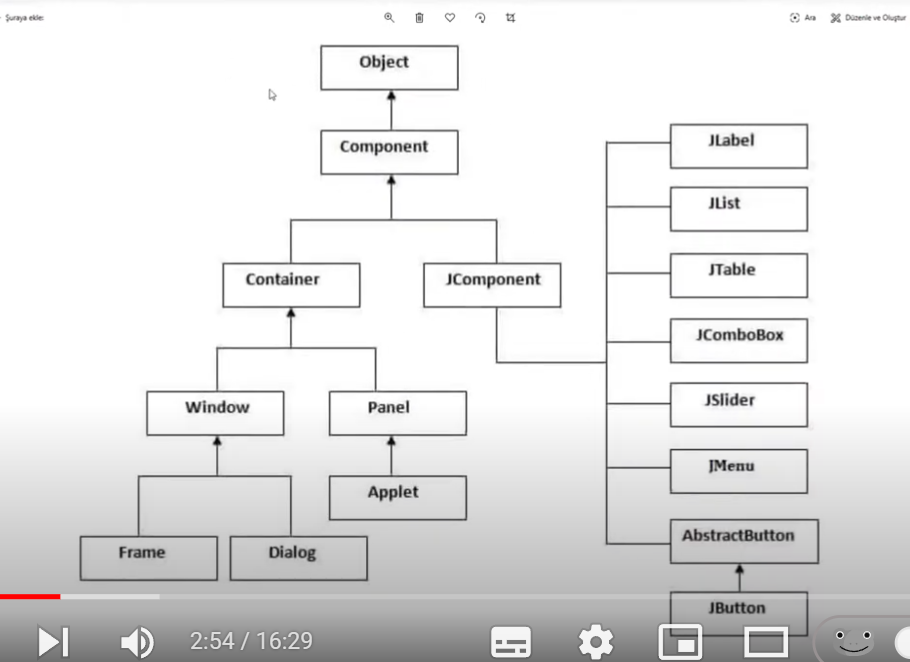 Şuraya ekle:
Ara
Düzenle ve Oluştur
Object
Component
Container
JComponent
Window
Panel
Applet
Frame
Dialog
JLabel
JList
JTable
JComboBox
JSlider
JMenu
AbstractButton
JButton
2:54 / 16:29